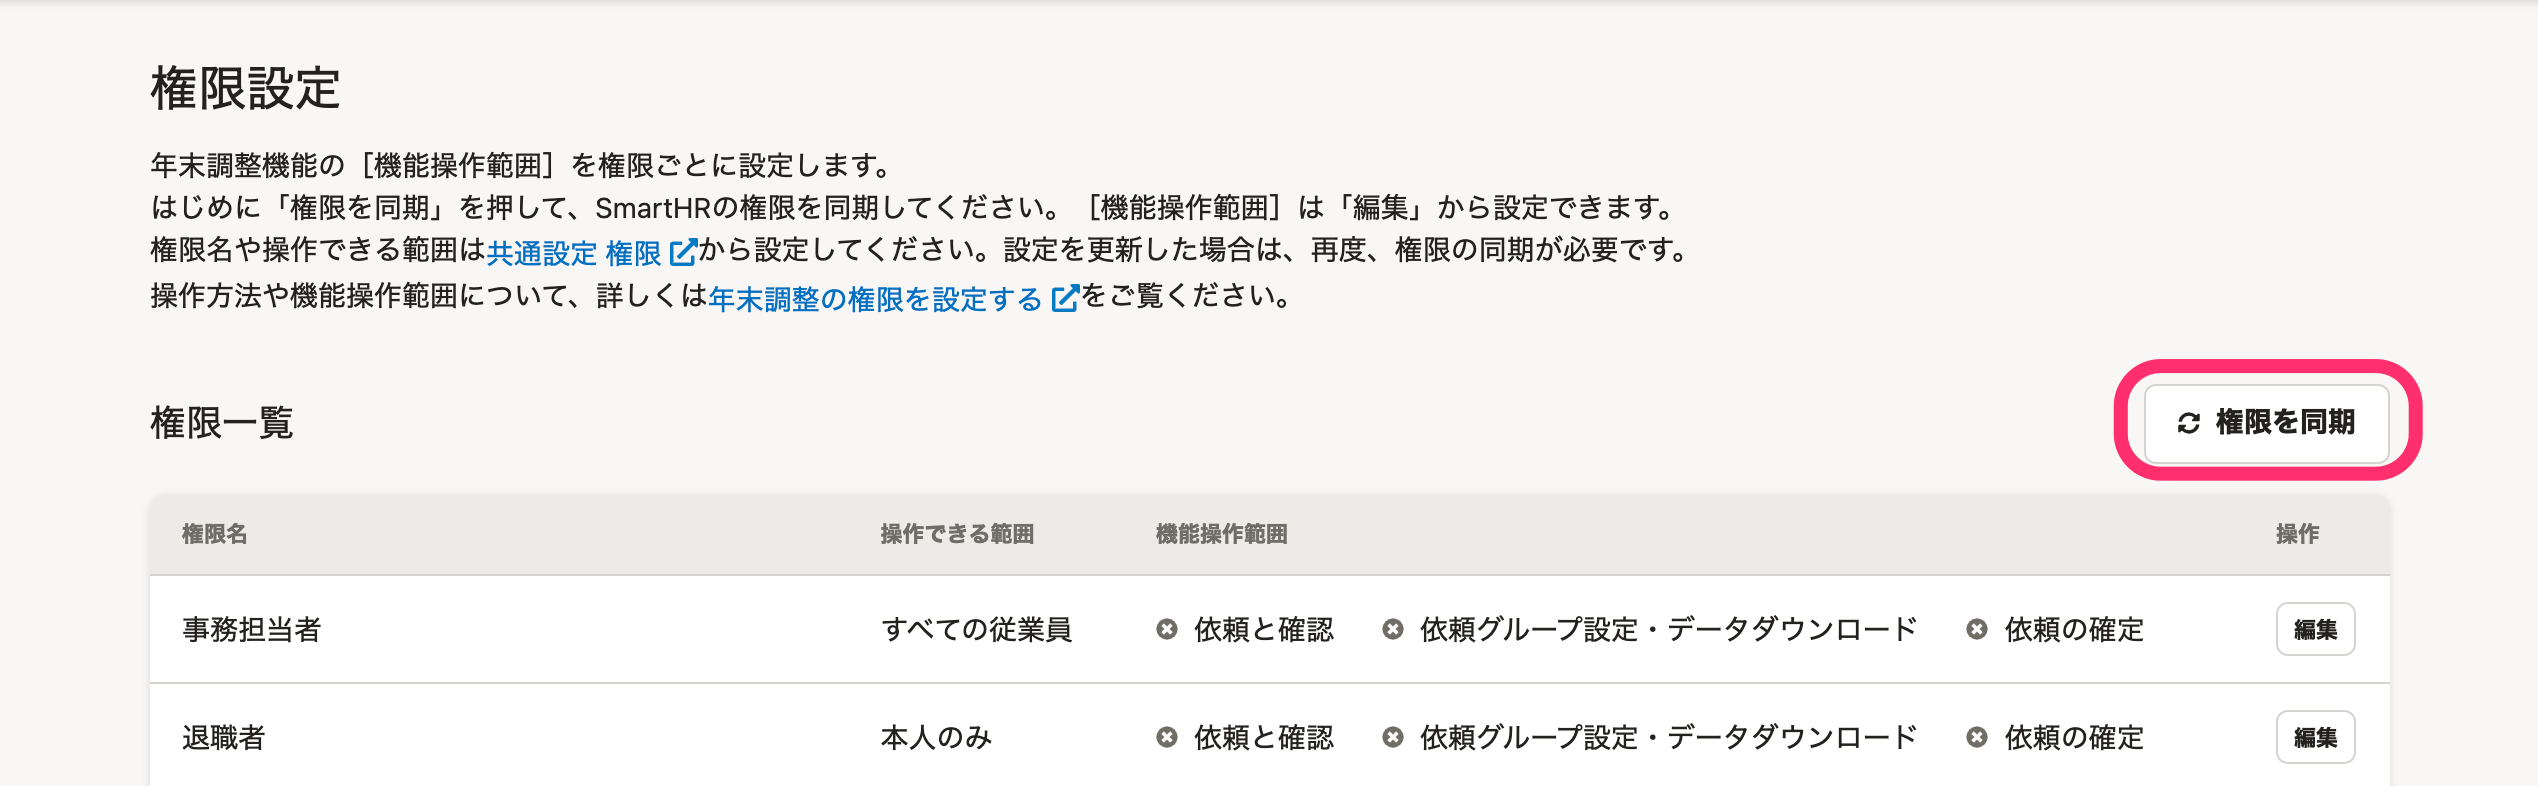 権限設定
年末調整機能の［機能操作範囲］を権限ごとに設定します。
はじめに「権限を同期」を押して、SmartHRの権限を同期してください。［機能操作範囲］は「編集」から設定できます。
権限名や操作できる範囲は共通設定 権限から設定してください。設定を更新した場合は、再度、権限の同期が必要です。
操作方法や機能操作範囲について、詳しくは年末調整の権限を設定するをご覧ください。
権限一覧 権限を同期
権限名 操作できる範囲 機能操作範囲 操作
事務担当者 すべての従業員 依頼と確認 依頼グループ設定・データダウンロード 依頼の確定 編集
退職者 本人のみ 依頼と確認 依頼グループ設定・データダウンロード 依頼の確定 編集